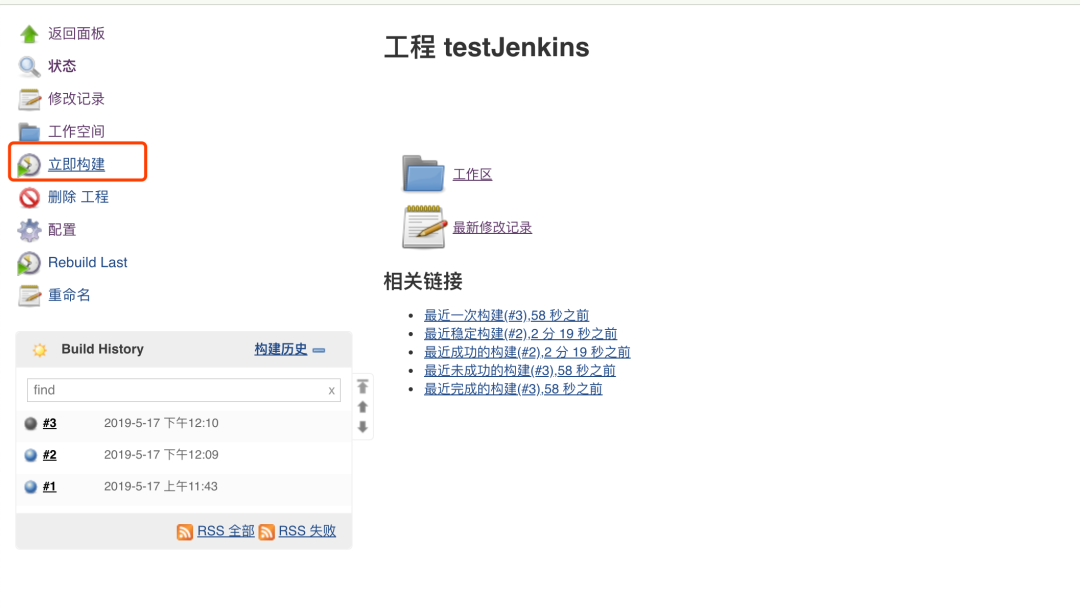 返回面板
状态
修改记录
工作空间
立即构建
删除 工程
配置
Rebuild Last
重命名
Build History 构建历史
find x
#3 2019-5-17 下午12:10
#2 2019-5-17 下午12:09
#1 2019-5-17 上午11:43
RSS 全部 RSS 失败
工程 testJenkins
工作区
最新修改记录
相关链接
最近一次构建(#3),58 秒之前
最近稳定构建(#2),2 分 19 秒之前
最近成功的构建(#2),2 分 19 秒之前
最近未成功的构建(#3),58 秒之前
最近完成的构建(#3),58 秒之前